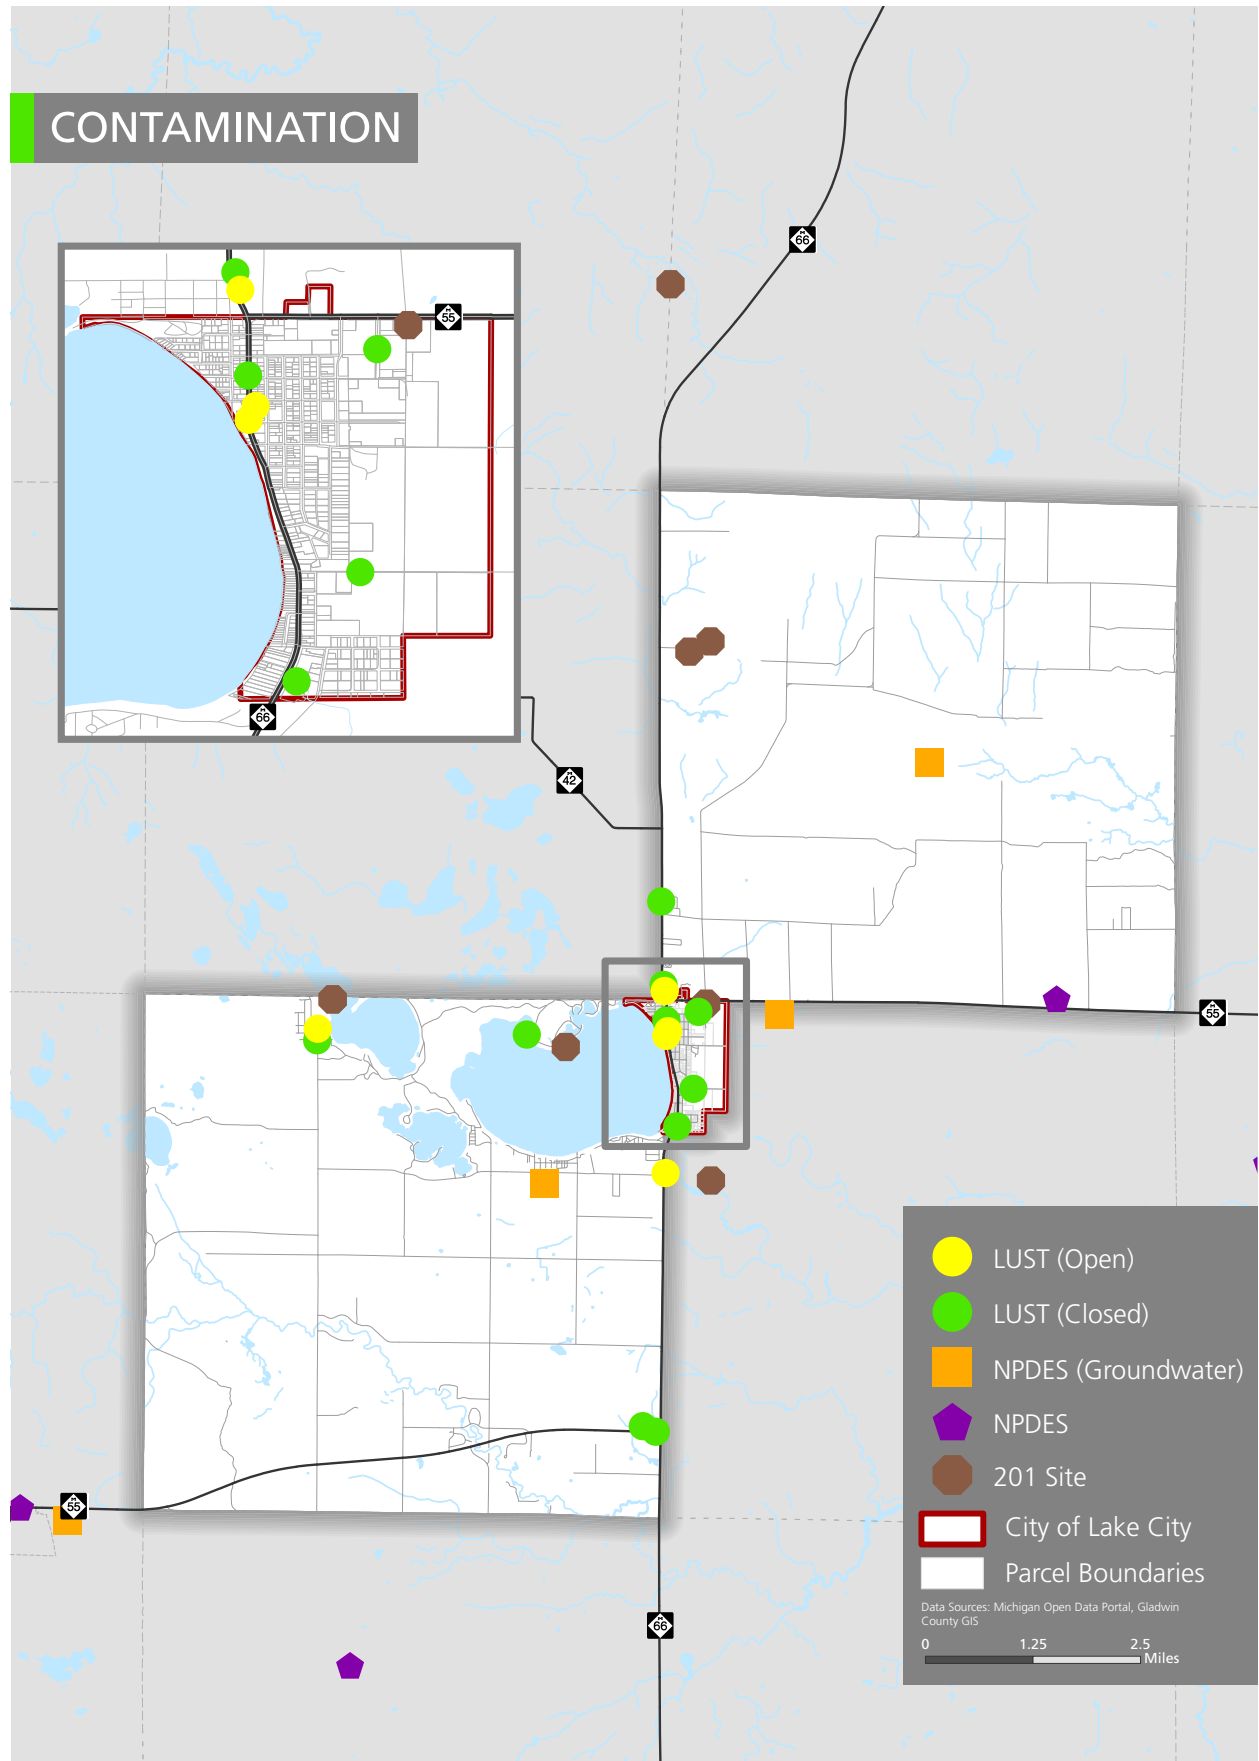 CONTAMINATION
M
66
M
55
M
66
M
42
M
55
LUST (Open)
LUST (Closed)
NPDES (Groundwater)
NPDES
201 Site
City of Lake City
Parcel Boundaries
Data Sources: Michigan Open Data Portal, Gladwin
County GIS
0 1.25 2.5
Miles
M
55
M
66